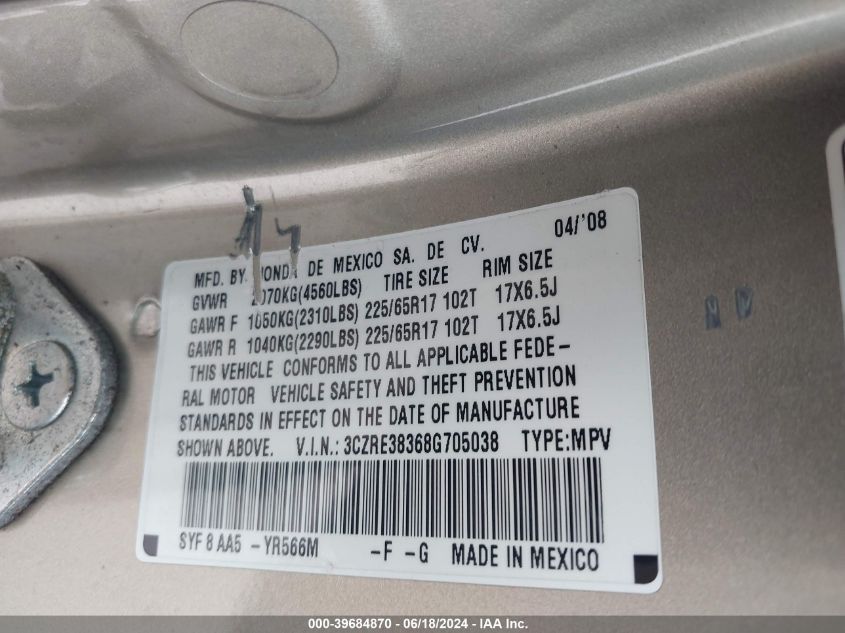 04/'08
MFD. BY HONDA DE MEXICO SA. DE CV.
GVWR 2070KG(4560LBS) TIRE SIZE RIM SIZE
GAWR F 1050KG(2310LBS) 225/65R17 102T 17X6.5J
GAWR R 1040KG(2290LBS) 225/65R17 102T 17X6.5J
THIS VEHICLE CONFORMS TO ALL APPLICABLE FEDE-
RAL MOTOR VEHICLE SAFETY AND THEFT PREVENTION
STANDARDS IN EFFECT ON THE DATE OF MANUFACTURE
SHOWN ABOVE. V.I.N.: 3CZRE38368G705038 TYPE:MPV
SYF 8 AA5 -YR566M -F -G MADE IN MEXICO
000-39684870 - 06/18/2024 - IAA Inc.